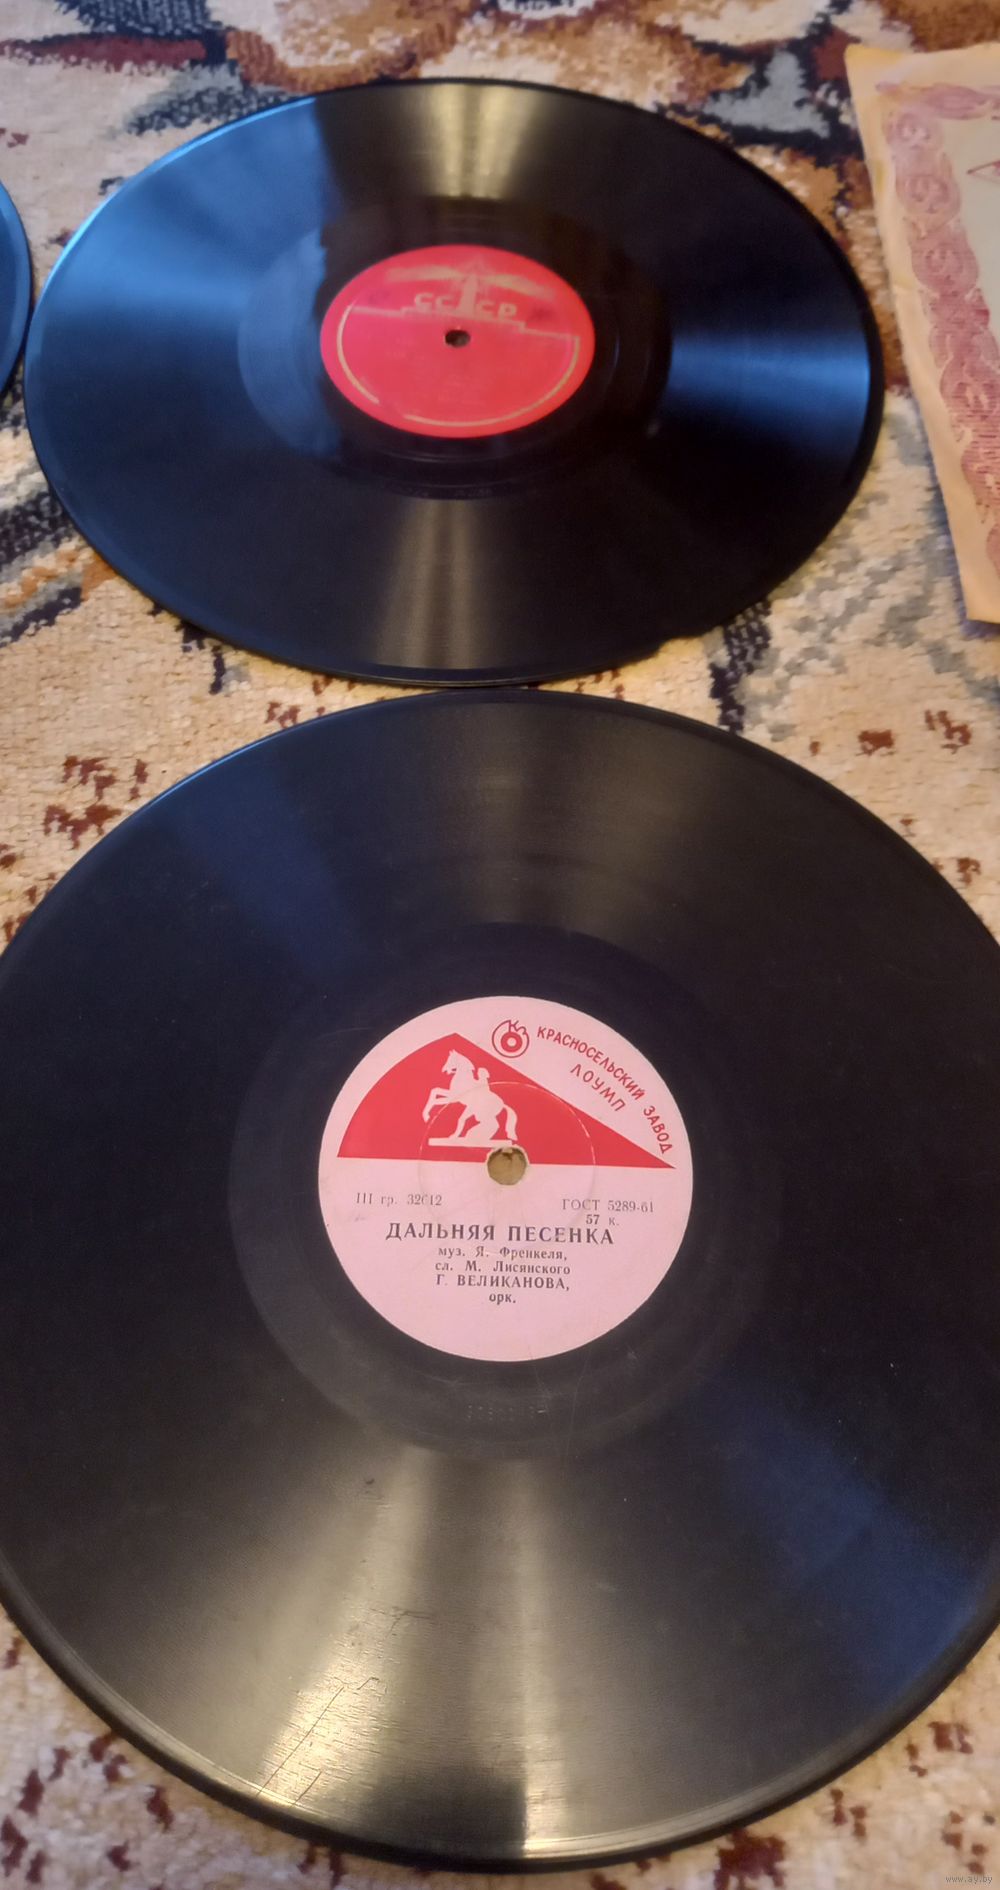 СССР
КРАСНОСЕЛЬСКИЙ ЗАВОД
ЛОУМП
III гр. 32612
ГОСТ 5289-61
57 к.
ДАЛЬНЯЯ ПЕСЕНКА
муз. Я. Френкеля,
сл. М. Лисянского
Г. ВЕЛИКАНОВА,
орк.
www.ay.by